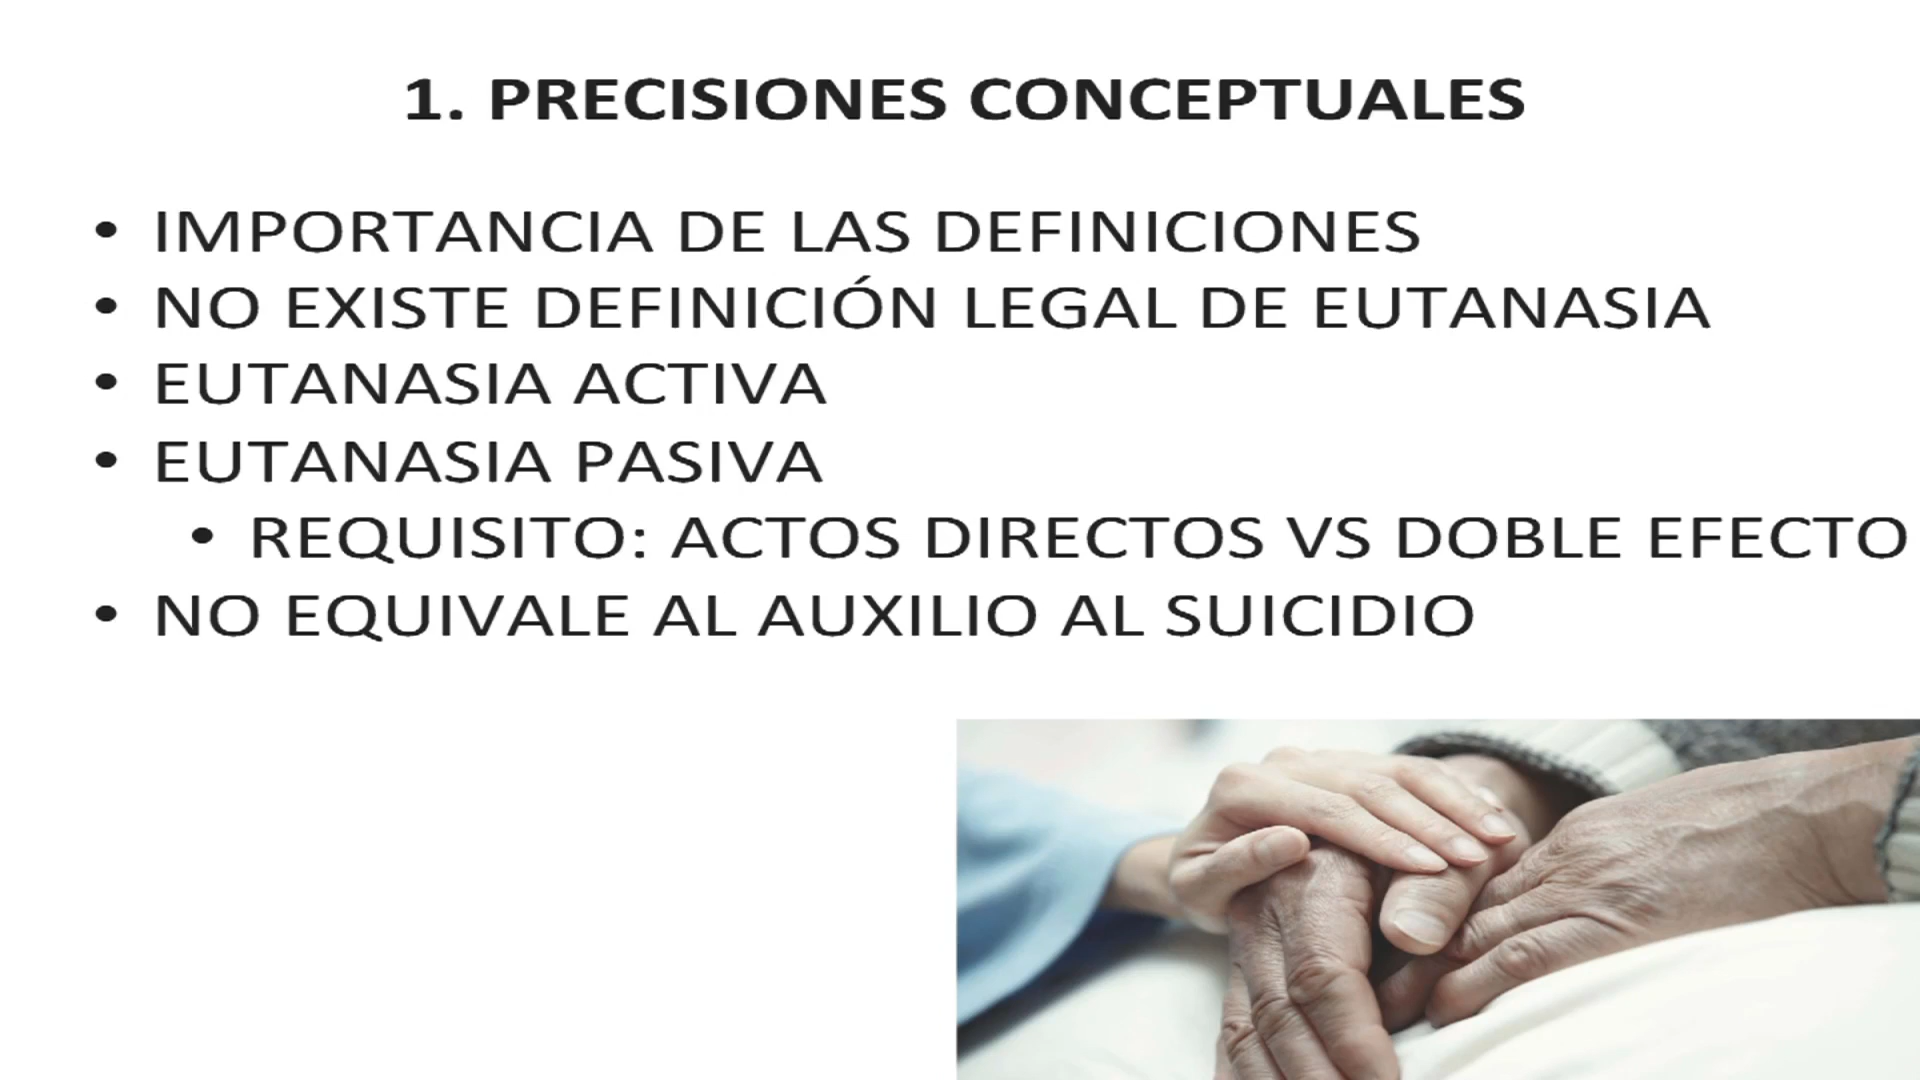 1. PRECISIONES CONCEPTUALES
• IMPORTANCIA DE LAS DEFINICIONES
• NO EXISTE DEFINICIÓN LEGAL DE EUTANASIA
• EUTANASIA ACTIVA
• EUTANASIA PASIVA
• REQUISITO: ACTOS DIRECTOS VS DOBLE EFECTO
• NO EQUIVALE AL AUXILIO AL SUICIDIO